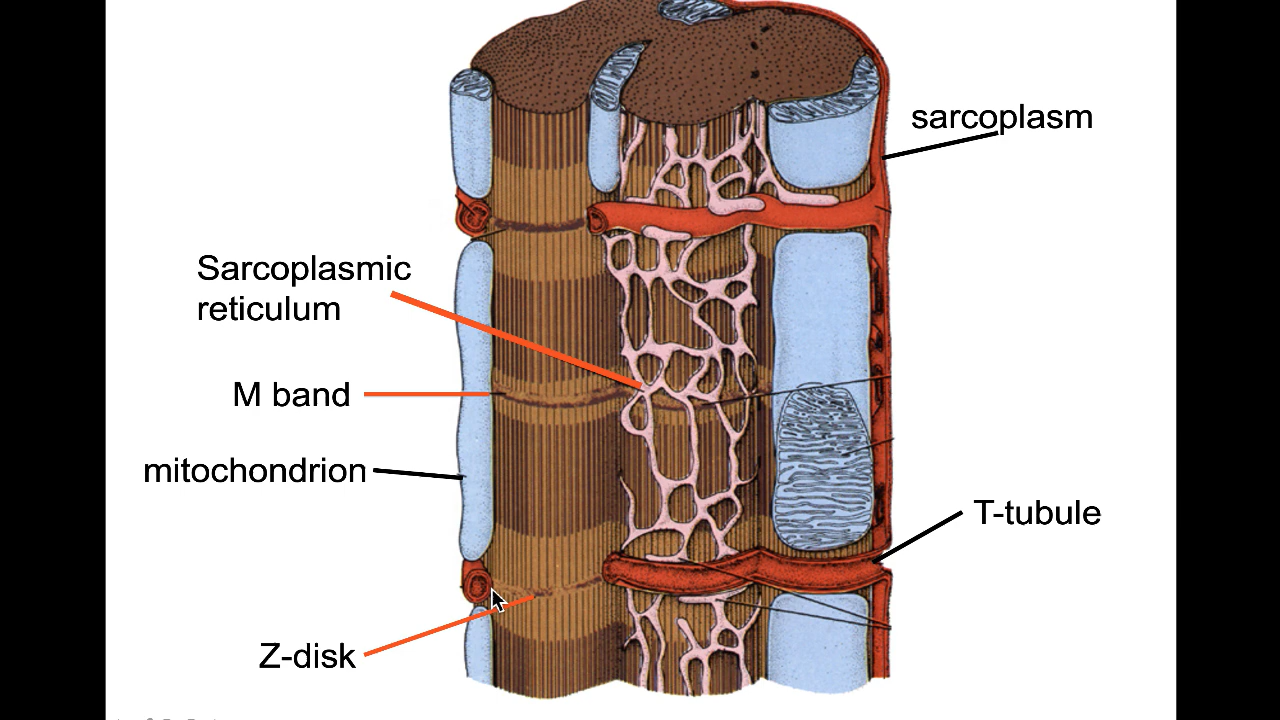 sarcoplasm
Sarcoplasmic
reticulum
M band
mitochondrion
T-tubule
Z-disk